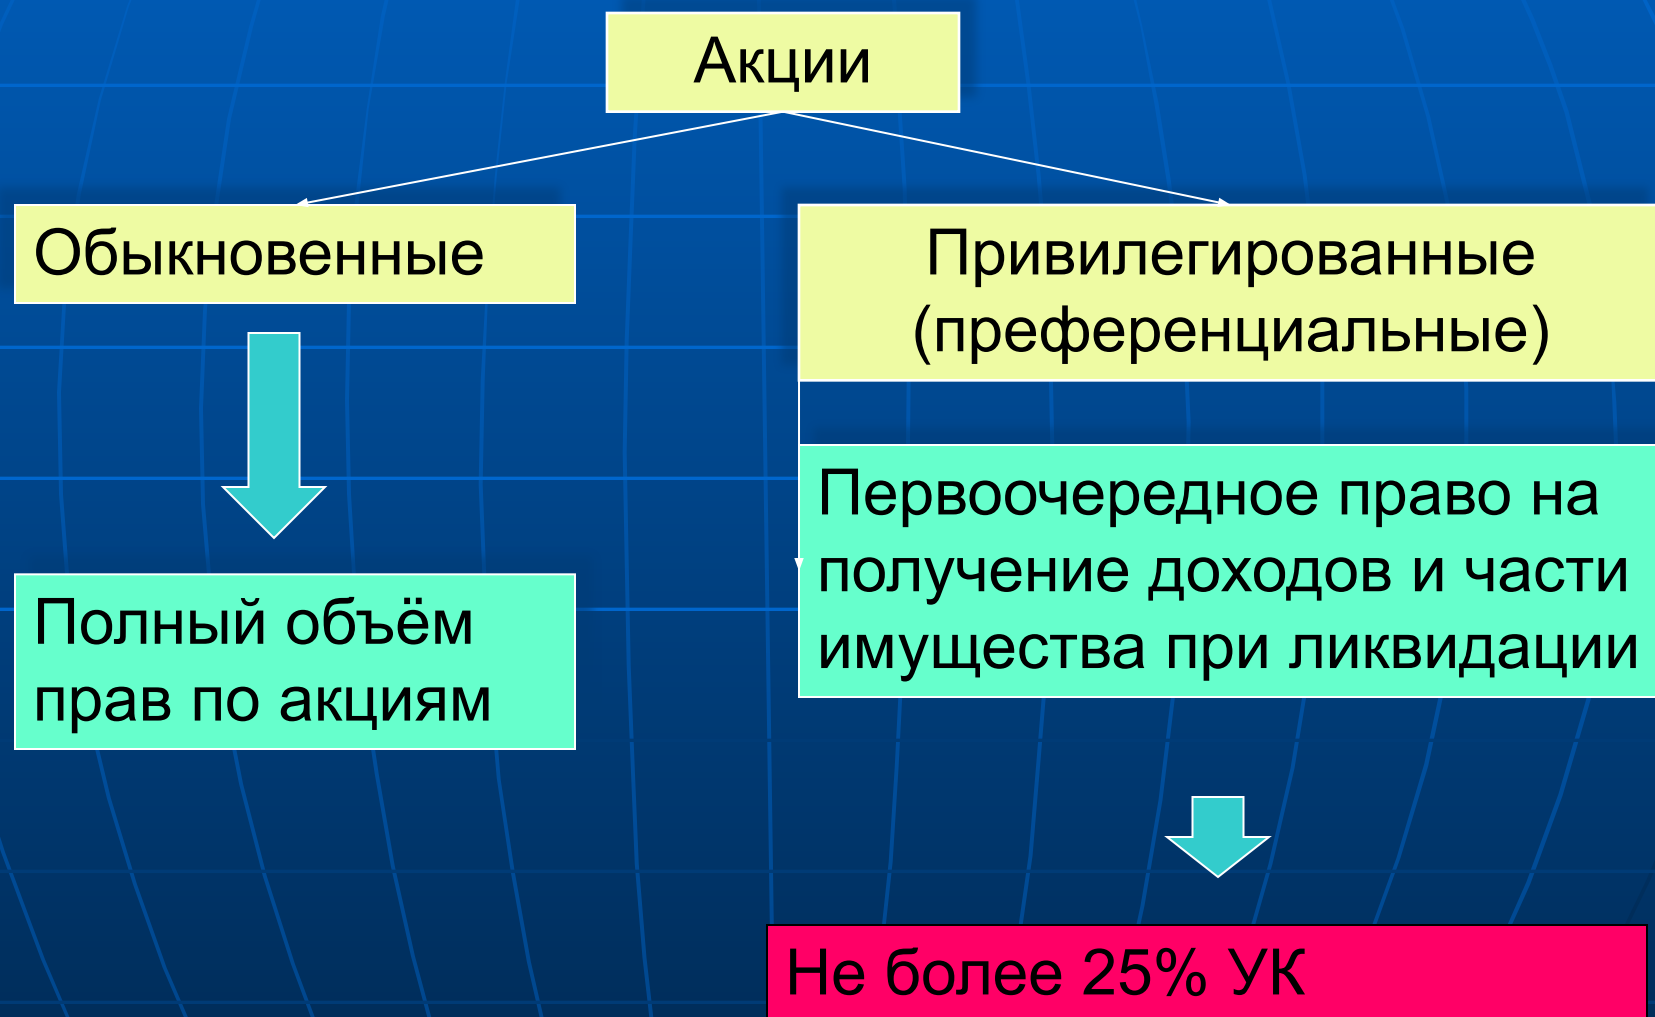 Акции
Обыкновенные
Привилегированные
(преференциальные)
Первоочередное право на
получение доходов и части
имущества при ликвидации
Полный объём
прав по акциям
Не более 25% УК